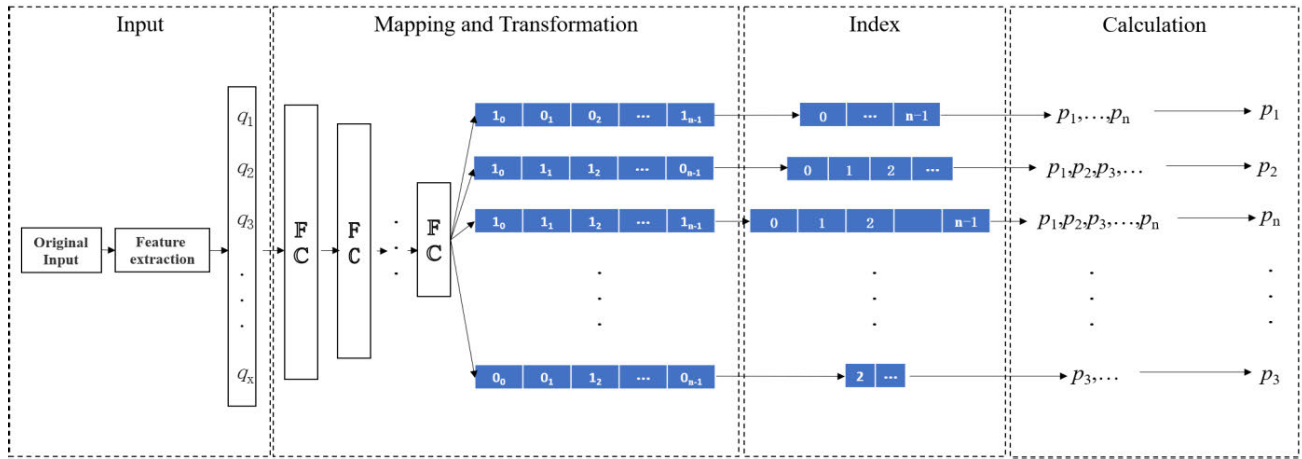 Input
Mapping and Transformation
Index
Calculation
Original Input
Feature extraction
q₁
q₂
q₃
.
.
.
qₓ
F C
F C
. . .
F C
1₀ 0₁ 0₂ ... 1ₙ₋₁
1₀ 1₁ 1₂ ... 0ₙ₋₁
1₀ 1₁ 1₂ ... 1ₙ₋₁
. . .
0₀ 0₁ 1₂ ... 0ₙ₋₁
0 ... n-1
0 1 2 ...
0 1 2 n-1
. . .
2 ...
p₁,...,pₙ
p₁,p₂,p₃,...
p₁,p₂,p₃,...,pₙ
. . .
p₃,...
p₁
p₂
pₙ
. . .
p₃